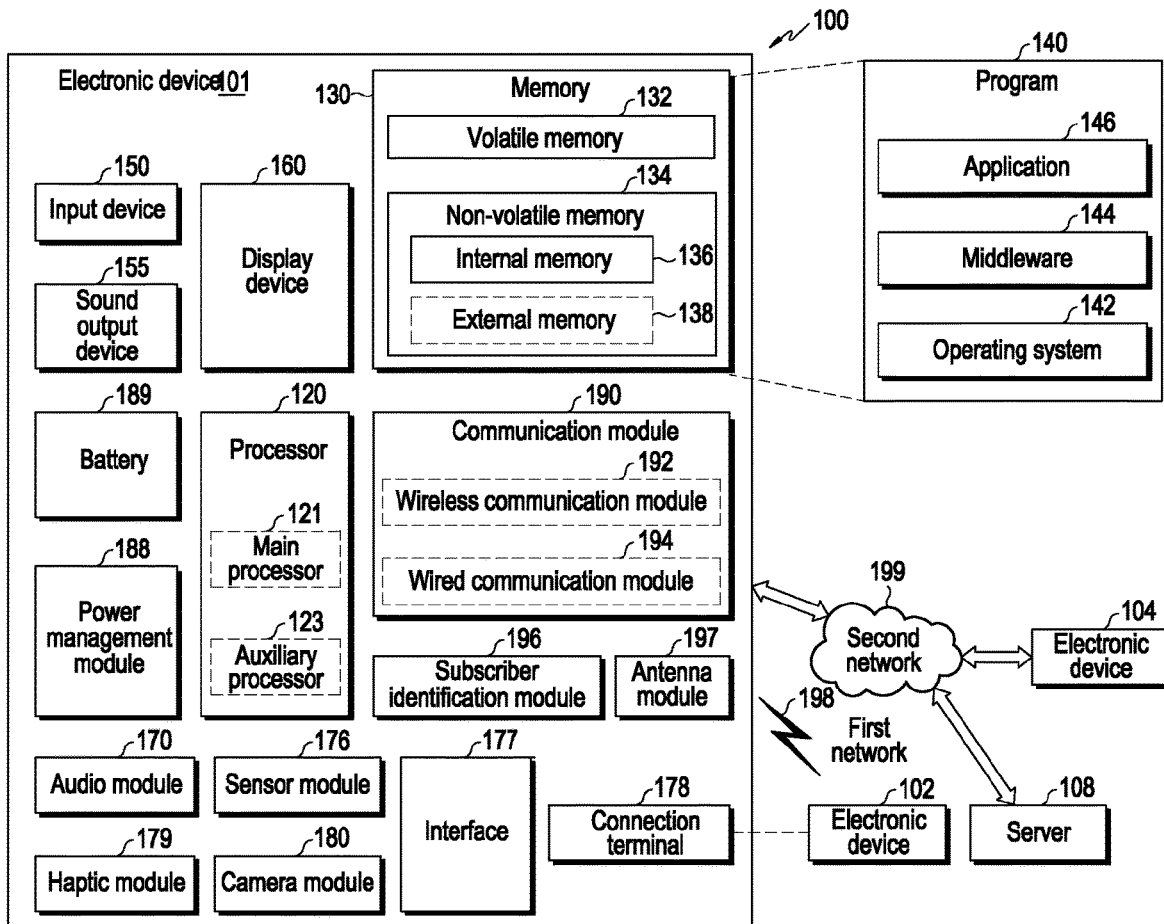 100
Electronic device 101
130
Memory
132
Volatile memory
134
Non-volatile memory
Internal memory
136
External memory
138
140
Program
146
Application
144
Middleware
142
Operating system
150
Input device
160
Display
device
155
Sound
output
device
189
Battery
120
Processor
121
Main
processor
123
Auxiliary
processor
188
Power
management
module
190
Communication module
192
Wireless communication module
194
Wired communication module
196
Subscriber
identification module
197
Antenna
module
199
Second
network
104
Electronic
device
198
First
network
170
Audio module
176
Sensor module
177
Interface
178
Connection
terminal
102
Electronic
device
108
Server
179
Haptic module
180
Camera module